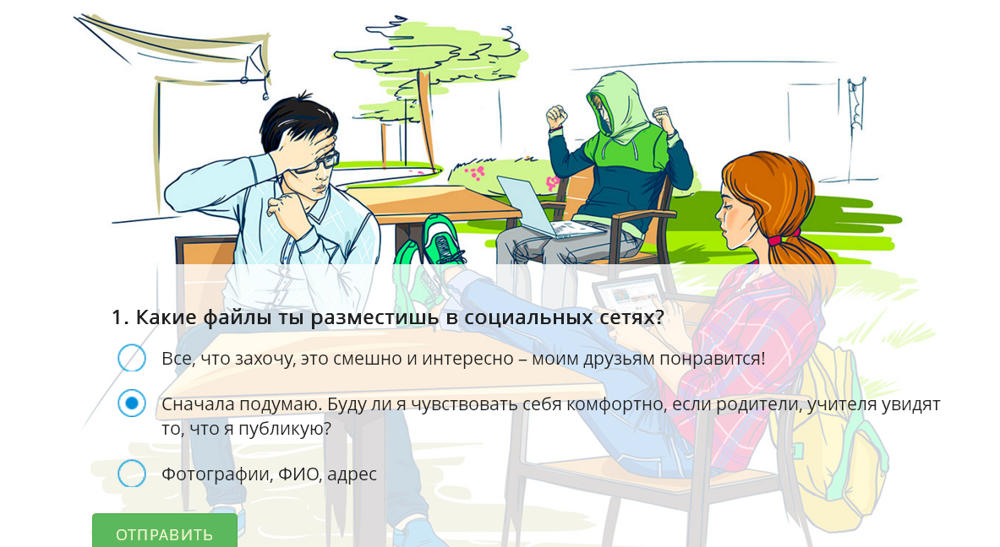 1. Какие файлы ты разместишь в социальных сетях?
Все, что захочу, это смешно и интересно – моим друзьям понравится!
Сначала подумаю. Буду ли я чувствовать себя комфортно, если родители, учителя увидят
то, что я публикую?
Фотографии, ФИО, адрес
ОТПРАВИТЬ